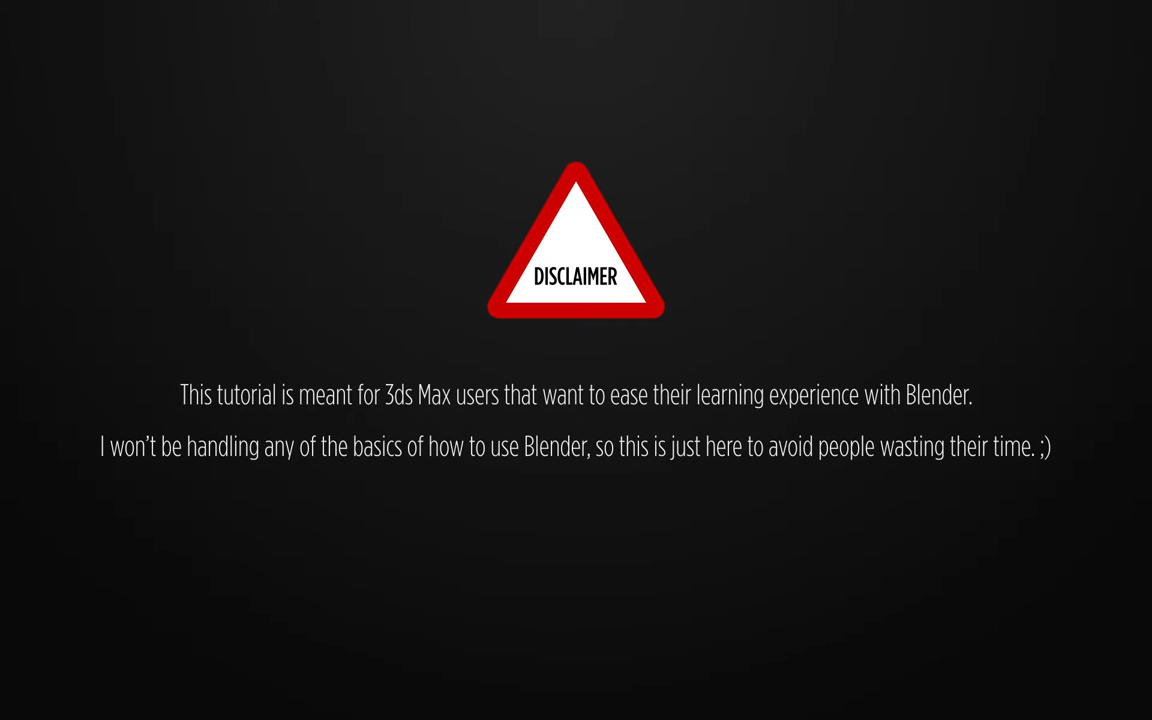 DISCLAIMER
This tutorial is meant for 3ds Max users that want to ease their learning experience with Blender.
I won't be handling any of the basics of how to use Blender, so this is just here to avoid people wasting their time. ;)